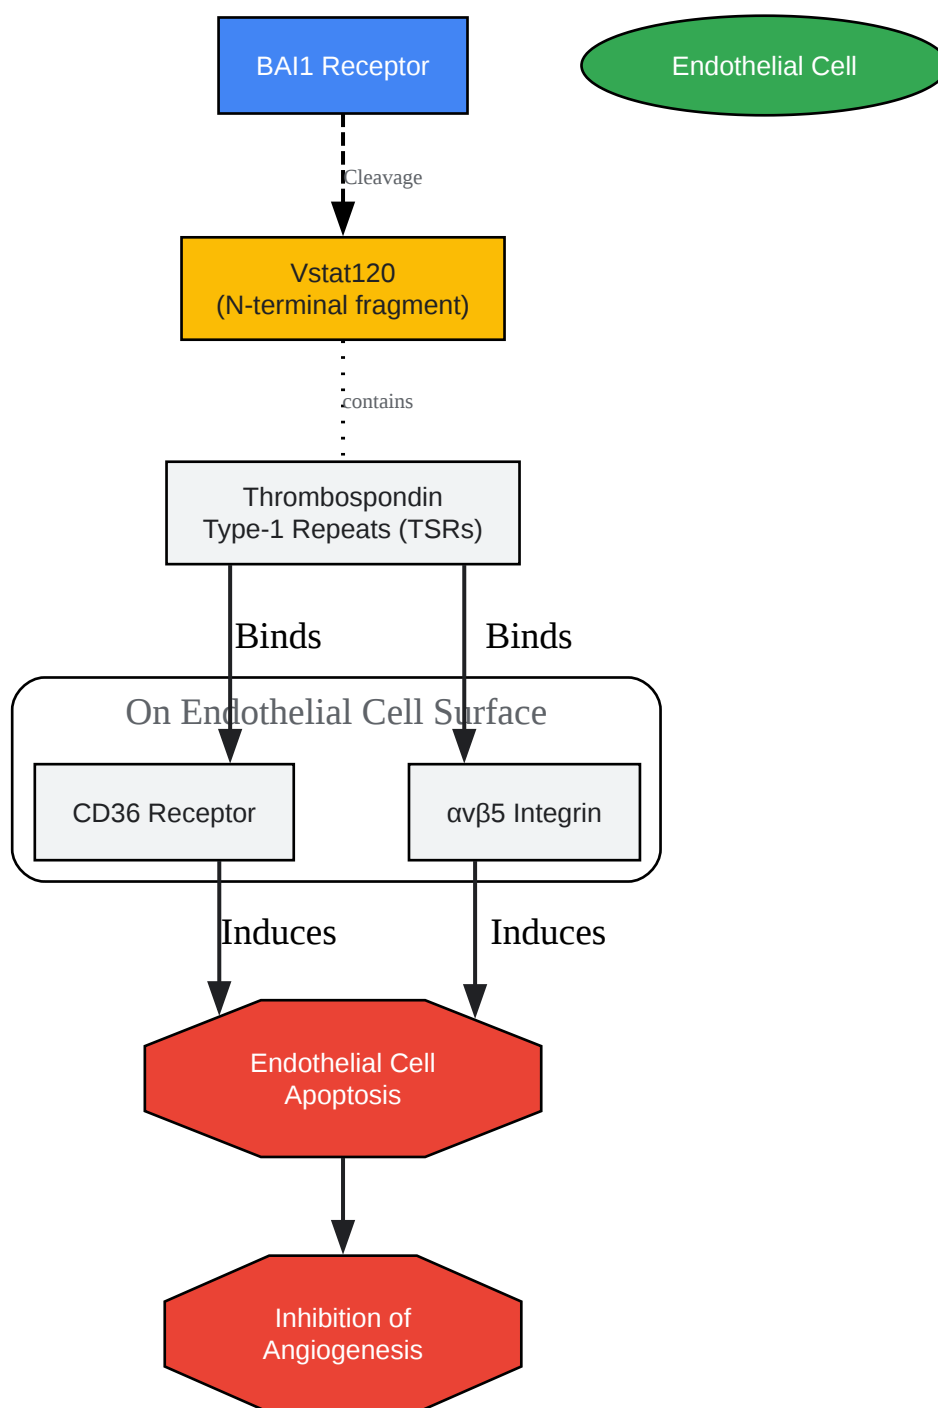 BAI1 Receptor
Endothelial Cell
Cleavage
Vstat120
(N-terminal fragment)
contains
Thrombospondin
Type-1 Repeats (TSRs)
Binds
Binds
On Endothelial Cell Surface
CD36 Receptor
αvβ5 Integrin
Induces
Induces
Endothelial Cell
Apoptosis
Inhibition of
Angiogenesis